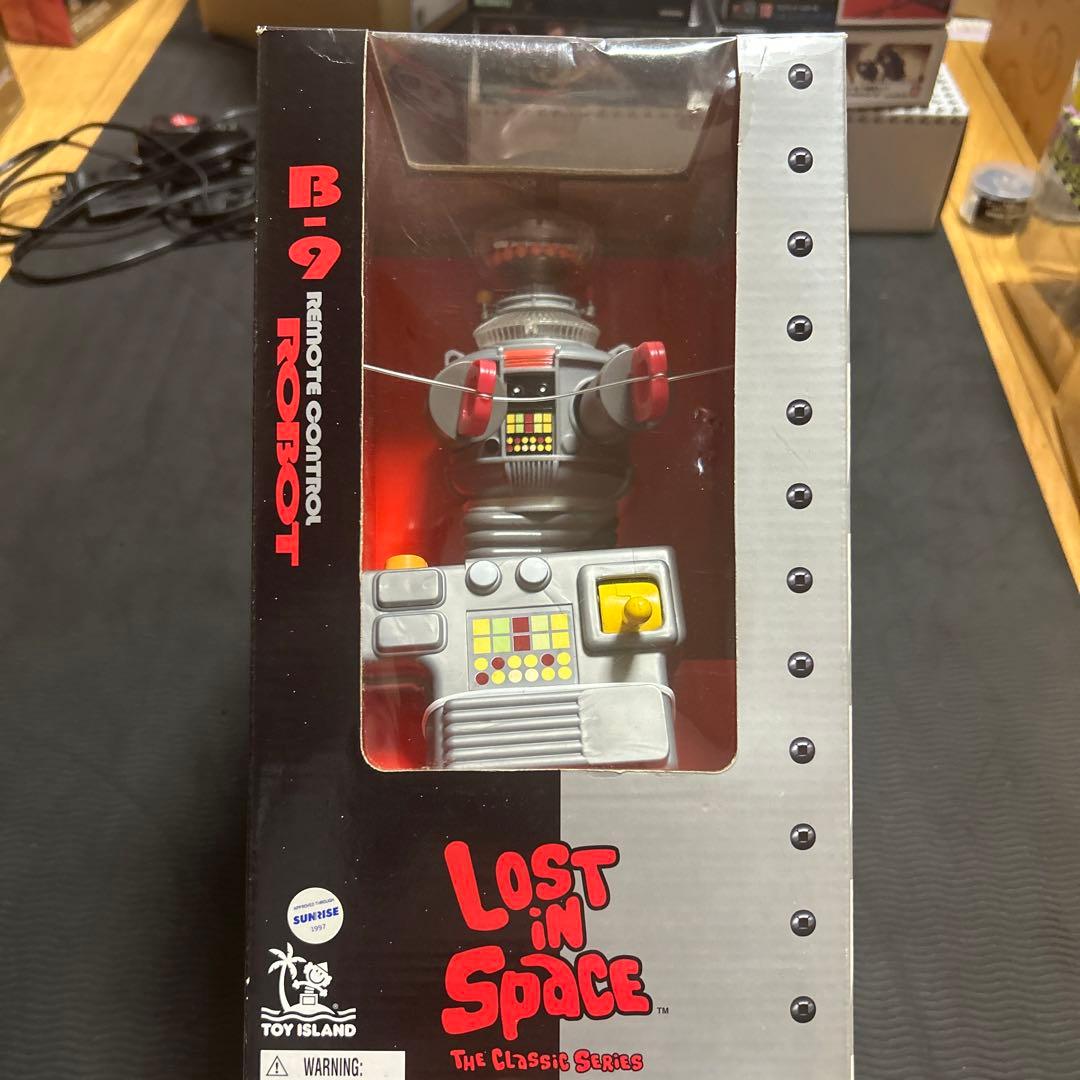 B-9
REMOTE CONTROL
ROBOT
APPROVED THROUGH
SUNRISE
1997
® 
TOY ISLAND
WARNING:
LOST
iN
SpaCE
TM
THE CLaSSiC SERiES